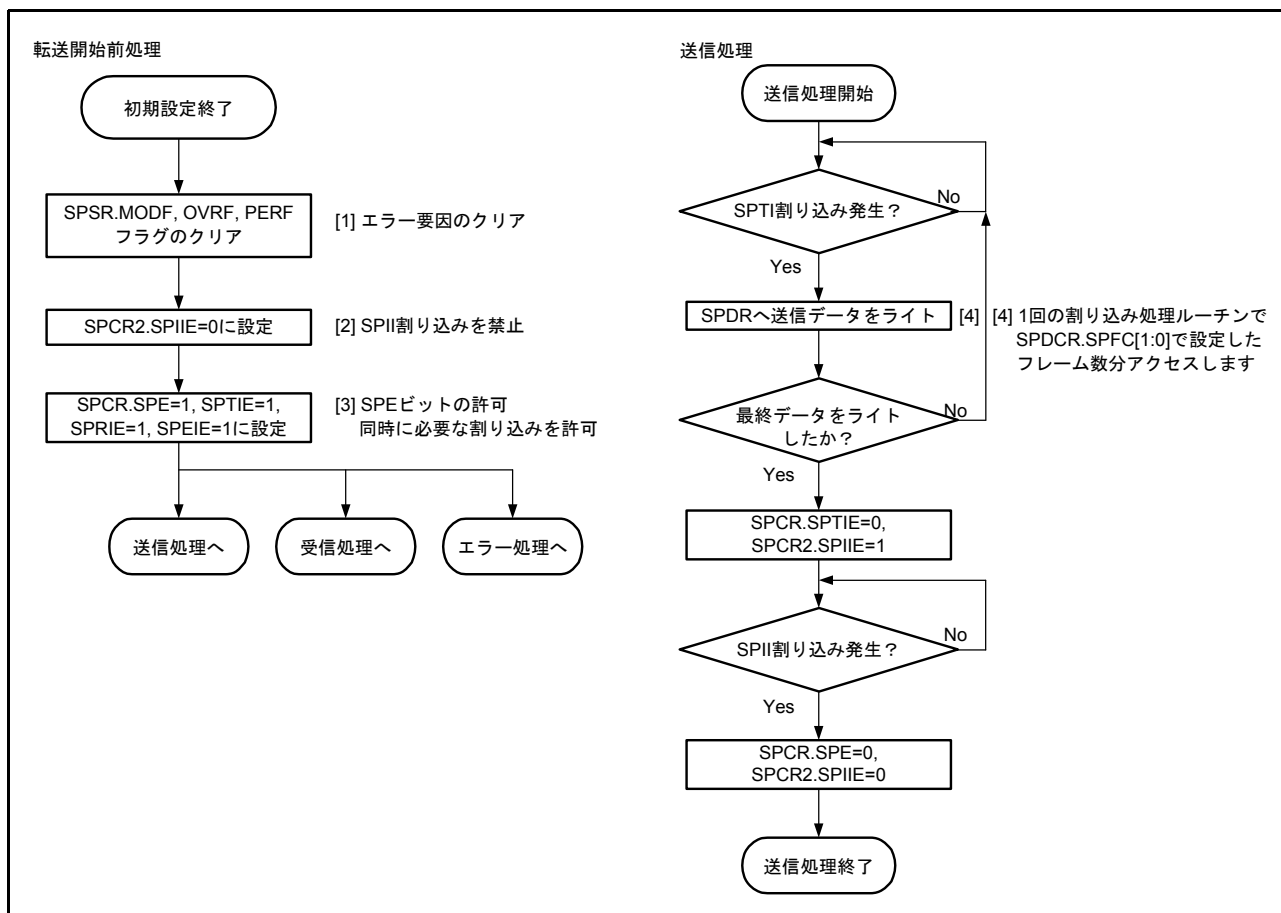 転送開始前処理
初期設定終了
SPSR.MODF, OVRF, PERF
フラグのクリア
[1] エラー要因のクリア
SPCR2.SPIIE=0に設定
[2] SPII割り込みを禁止
SPCR.SPE=1, SPTIE=1,
SPRIE=1, SPEIE=1に設定
[3] SPEビットの許可
同時に必要な割り込みを許可
送信処理へ
受信処理へ
エラー処理へ
送信処理
送信処理開始
SPTI割り込み発生？
No
Yes
SPDRへ送信データをライト
[4]
[4] 1回の割り込み処理ルーチンで
SPDCR.SPFC[1:0]で設定した
フレーム数分アクセスします
最終データをライト
したか？
No
Yes
SPCR.SPTIE=0,
SPCR2.SPIIE=1
SPII割り込み発生？
No
Yes
SPCR.SPE=0,
SPCR2.SPIIE=0
送信処理終了